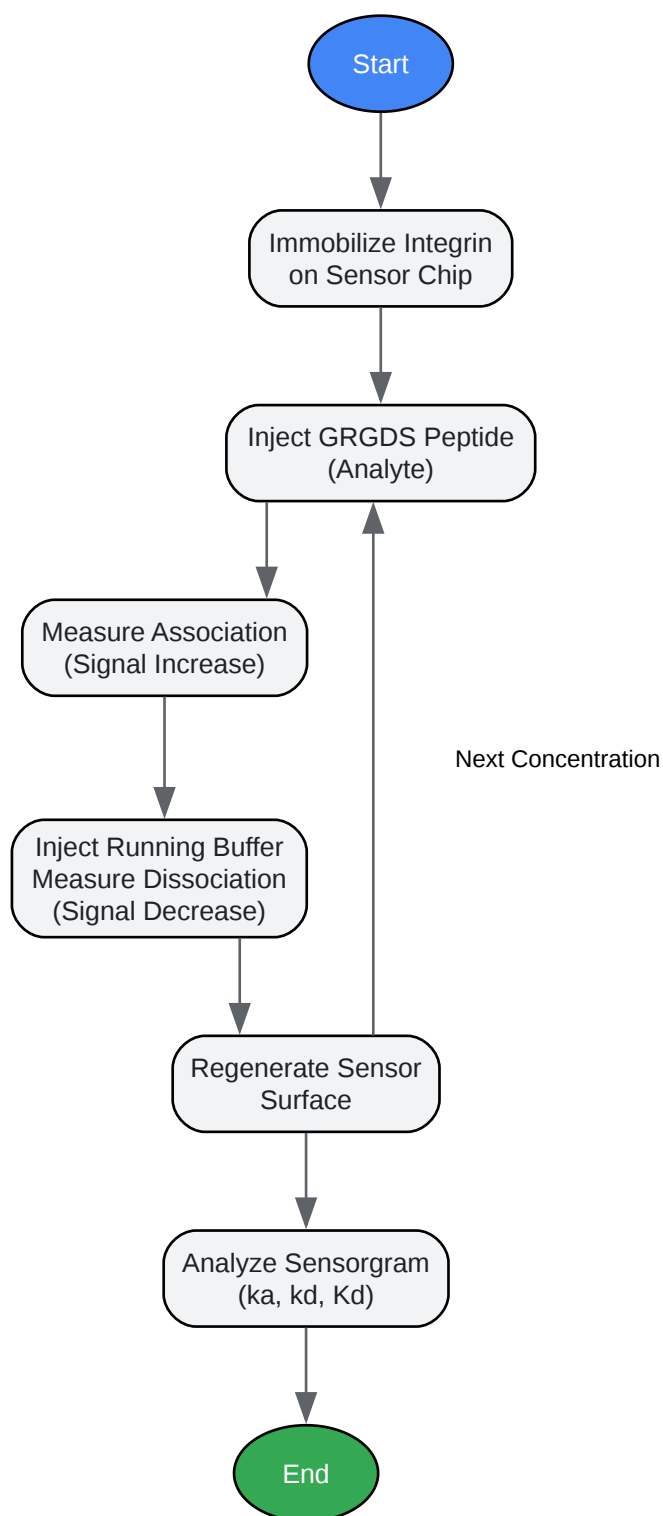 Start
Immobilize Integrin
on Sensor Chip
Inject GRGDS Peptide
(Analyte)
Measure Association
(Signal Increase)
Next Concentration
Inject Running Buffer
Measure Dissociation
(Signal Decrease)
Regenerate Sensor
Surface
Analyze Sensorgram
(ka, kd, Kd)
End